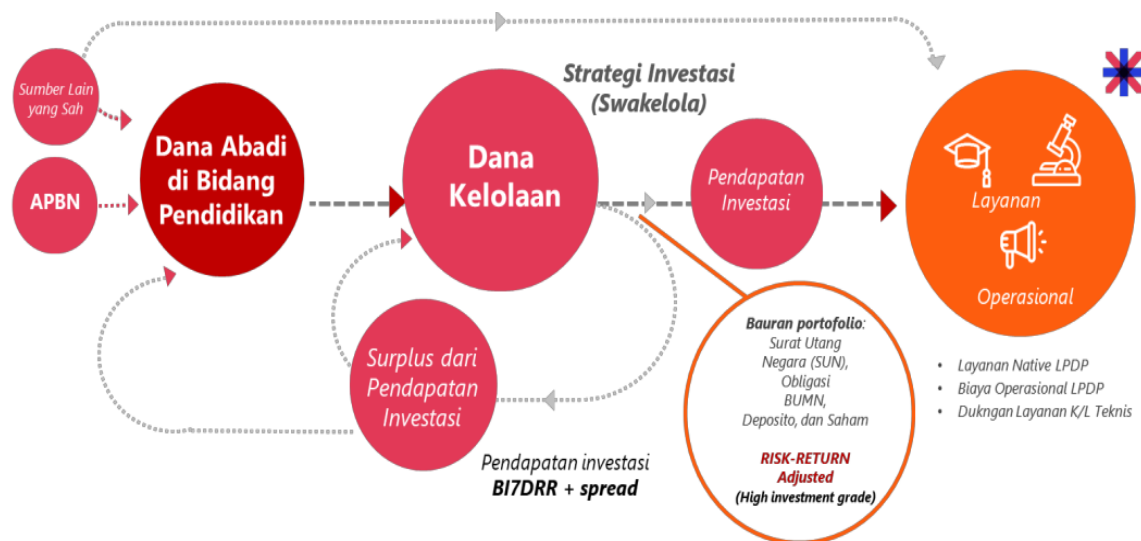 Sumber Lain
yang Sah
APBN
Dana Abadi
di Bidang
Pendidikan
Dana
Kelolaan
Strategi Investasi
(Swakelola)
Pendapatan
Investasi
Layanan
Operasional
Surplus dari
Pendapatan
Investasi
Pendapatan investasi
BI7DRR + spread
Bauran portofolio:
Surat Utang
Negara (SUN),
Obligasi
BUMN,
Deposito, dan Saham
RISK-RETURN
Adjusted
(High investment grade)
• Layanan Native LPDP
• Biaya Operasional LPDP
• Dukngan Layanan K/L Teknis